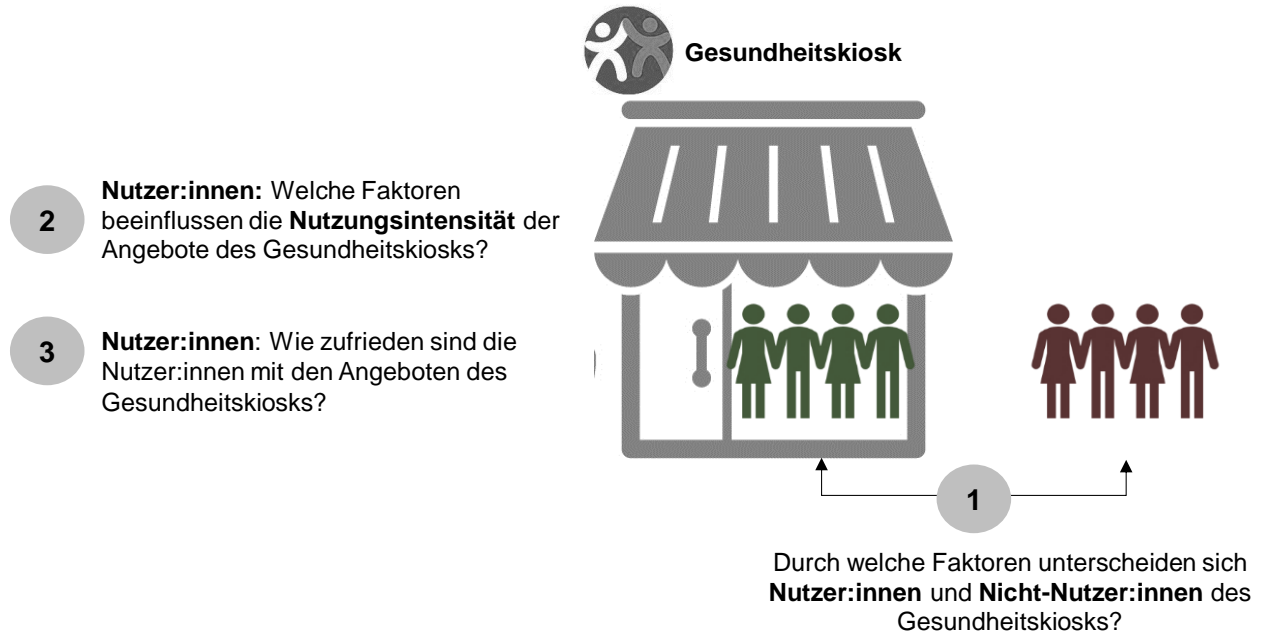 Gesundheitskiosk
2
Nutzer:innen: Welche Faktoren
beeinflussen die Nutzungsintensität der
Angebote des Gesundheitskiosks?
3
Nutzer:innen: Wie zufrieden sind die
Nutzer:innen mit den Angeboten des
Gesundheitskiosks?
1
Durch welche Faktoren unterscheiden sich
Nutzer:innen und Nicht-Nutzer:innen des
Gesundheitskiosks?